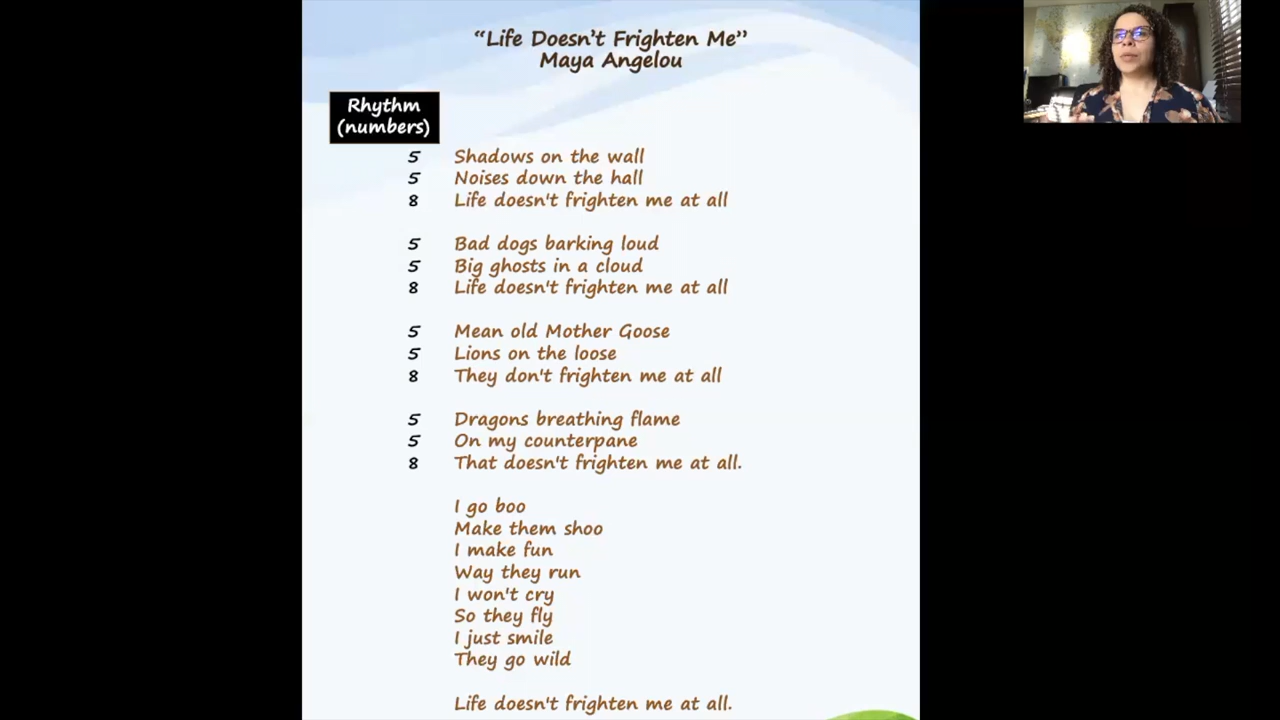 “Life Doesn’t Frighten Me”
Maya Angelou
Rhythm
(numbers)
5 Shadows on the wall
5 Noises down the hall
8 Life doesn't frighten me at all
5 Bad dogs barking loud
5 Big ghosts in a cloud
8 Life doesn't frighten me at all
5 Mean old Mother Goose
5 Lions on the loose
8 They don't frighten me at all
5 Dragons breathing flame
5 On my counterpane
8 That doesn't frighten me at all.
I go boo
Make them shoo
I make fun
Way they run
I won't cry
So they fly
I just smile
They go wild
Life doesn't frighten me at all.